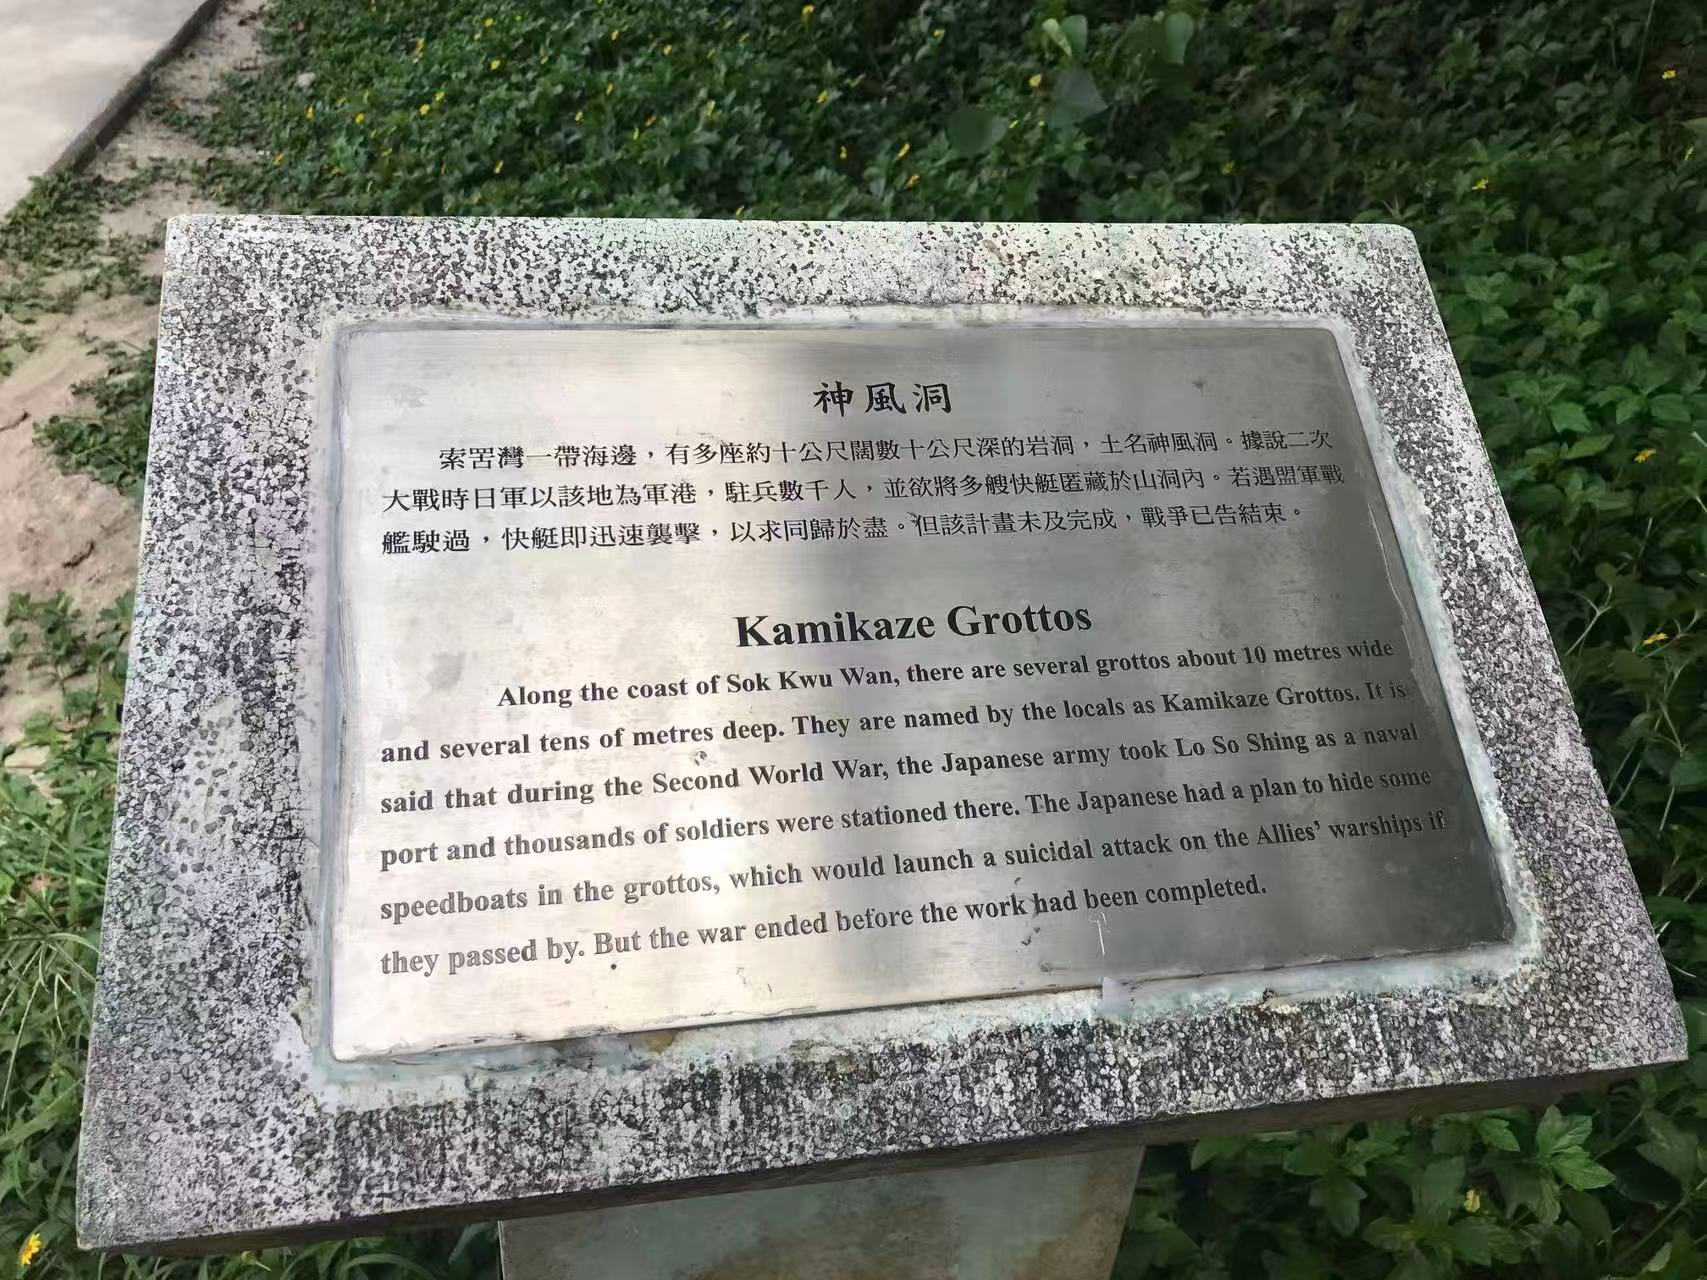 神風洞
索罟灣一帶海邊，有多座約十公尺闊數十公尺深的岩洞，土名神風洞。據說二次
大戰時日軍以該地為軍港，駐兵數千人，並欲將多艘快艇匿藏於山洞內。若遇盟軍戰
艦駛過，快艇即迅速襲擊，以求同歸於盡。但該計畫未及完成，戰爭已告結束。
Kamikaze Grottos
Along the coast of Sok Kwu Wan, there are several grottos about 10 metres wide
and several tens of metres deep. They are named by the locals as Kamikaze Grottos. It is
said that during the Second World War, the Japanese army took Lo So Shing as a naval
port and thousands of soldiers were stationed there. The Japanese had a plan to hide some
speedboats in the grottos, which would launch a suicidal attack on the Allies' warships if
they passed by. But the war ended before the work had been completed.